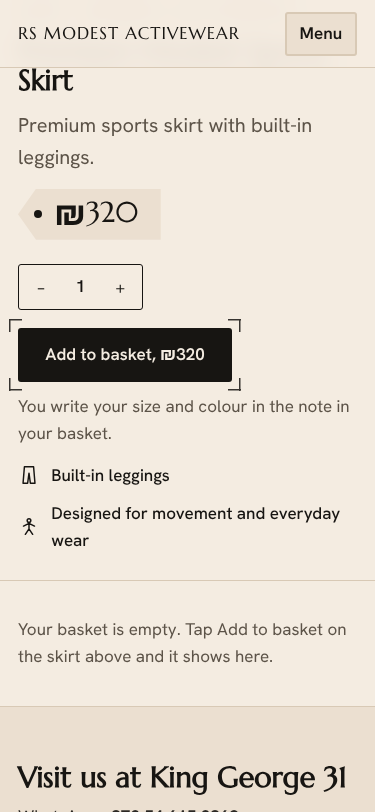 RS MODEST ACTIVEWEAR
Menu
Skirt
Premium sports skirt with built-in
leggings.
₪320
- 1 +
Add to basket, ₪320
You write your size and colour in the note in
your basket.
Built-in leggings
Designed for movement and everyday
wear
Your basket is empty. Tap Add to basket on
the skirt above and it shows here.
Visit us at King George 31